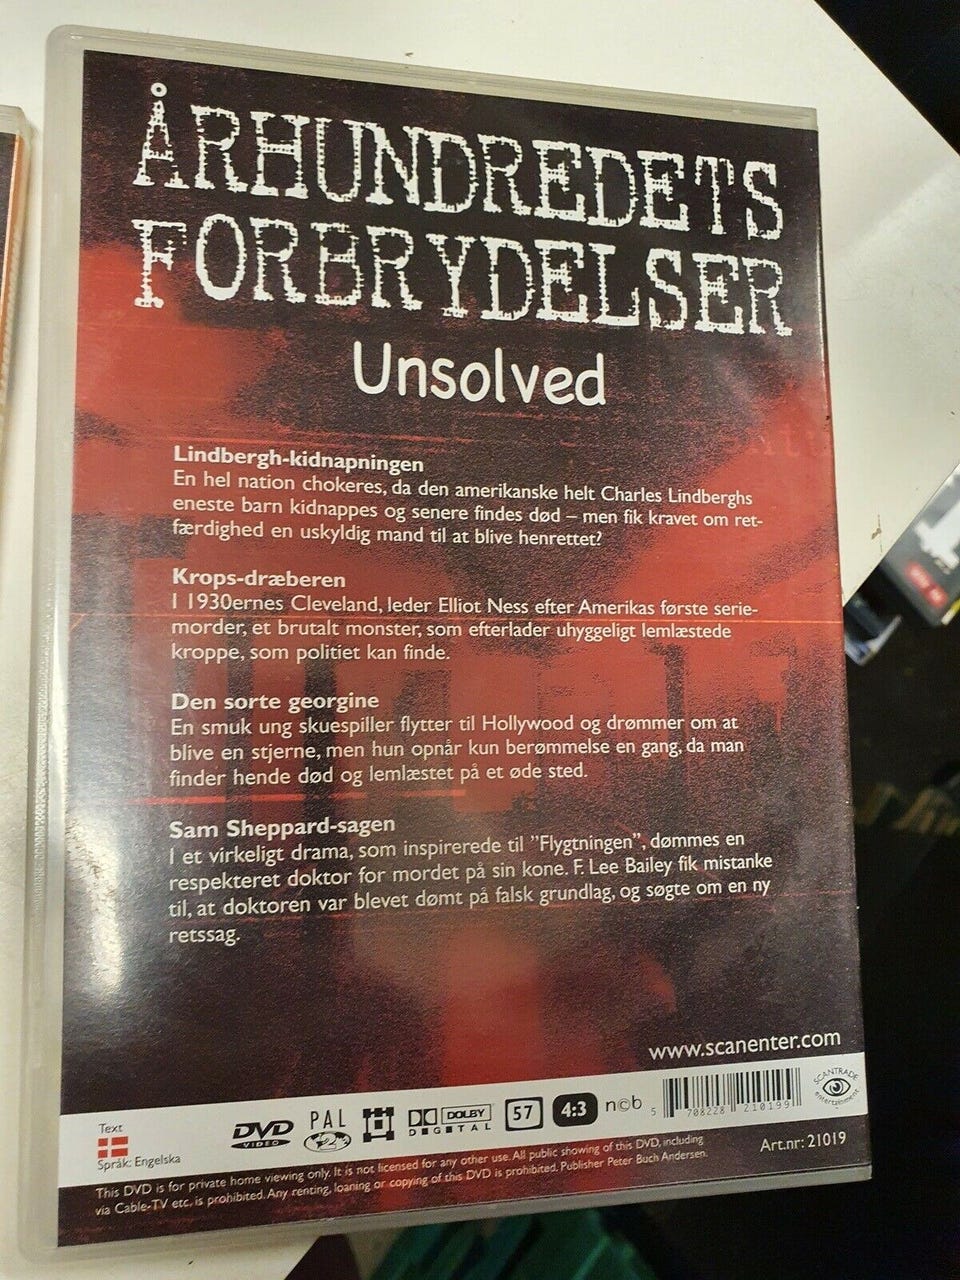 ÅRHUNDREDETS
FORBRYDELSER
Unsolved
Lindbergh-kidnapningen
En hel nation chokeres, da den amerikanske helt Charles Lindberghs
eneste barn kidnappes og senere findes død – men fik kravet om ret-
færdighed en uskyldig mand til at blive henrettet?
Krops-dræberen
I 1930ernes Cleveland, leder Elliot Ness efter Amerikas første serie-
morder, et brutalt monster, som efterlader uhyggeligt lemlæstede
kroppe, som politiet kan finde.
Den sorte georgine
En smuk ung skuespiller flytter til Hollywood og drømmer om at
blive en stjerne, men hun opnår kun berømmelse en gang, da man
finder hende død og lemlæstet på et øde sted.
Sam Sheppard-sagen
I et virkeligt drama, som inspirerede til ”Flygtningen”, dømmes en
respekteret doktor for mordet på sin kone. F. Lee Bailey fik mistanke
til, at doktoren var blevet dømt på falsk grundlag, og søgte om en ny
retssag.
www.scanenter.com
Text
Språk: Engelska
DVD
VIDEO
PAL
2
DOLBY
DIGITAL
57
4:3
n©b
5 708228 210199
SCANTRADE
entertainment
Art.nr: 21019
This DVD is for private home viewing only. It is not licensed for any other use. All public showing of this DVD, including
via Cable-TV etc. is prohibited. Any renting, loaning or copying of this DVD is prohibited. Publisher Peter Buch Andersen.